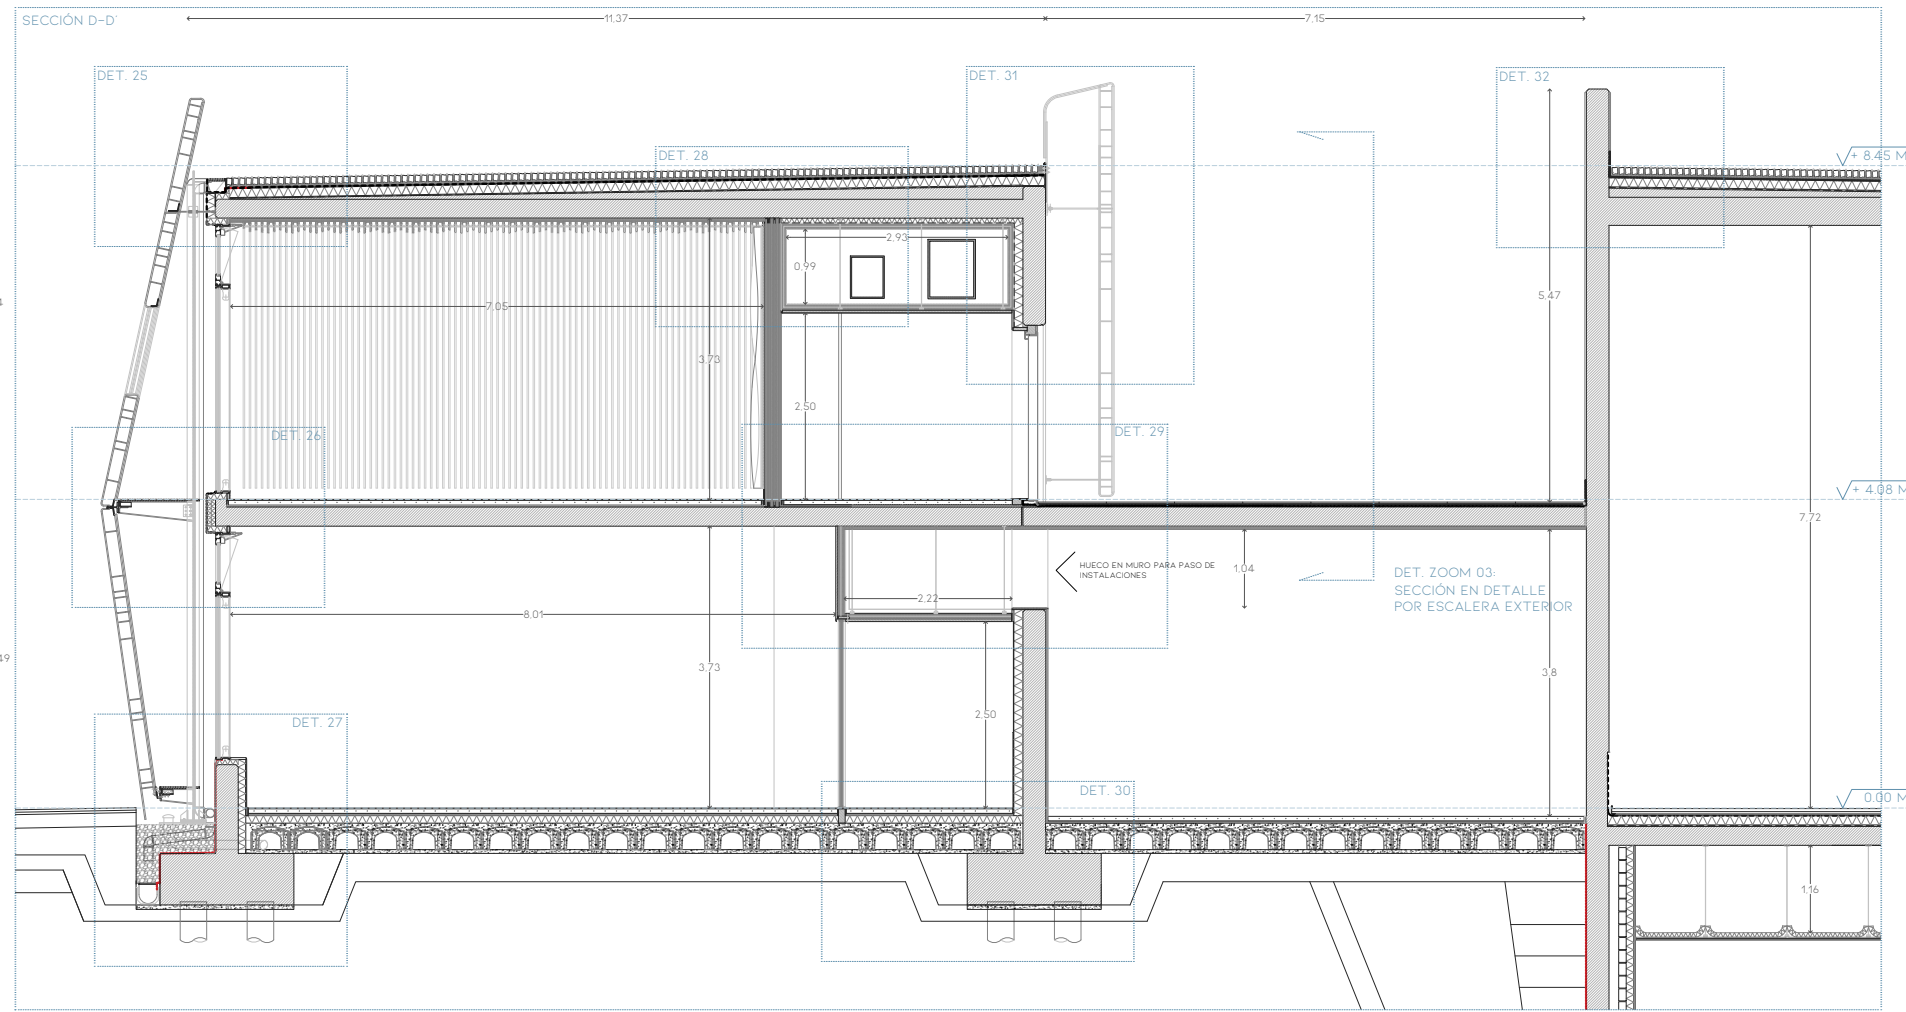 SECCIÓN D-D'
11,37
7,15
DET. 25
DET. 31
DET. 32
DET. 28
+ 8.45 M
2,93
0,99
5,47
7,05
3,73
2,50
DET. 26
DET. 29
+ 4.08 M
7,72
HUECO EN MURO PARA PASO DE
INSTALACIONES
1,04
DET. ZOOM 03:
SECCIÓN EN DETALLE
POR ESCALERA EXTERIOR
2,22
8,01
49
3,73
3,8
2,50
DET. 27
DET. 30
0.00 M
1,16